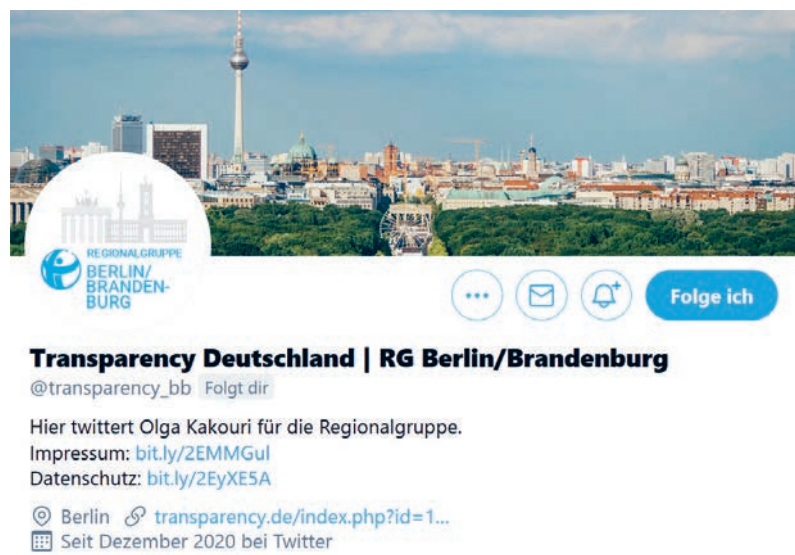 REGIONALGRUPPE
BERLIN/
BRANDEN-
BURG
Folge ich
Transparency Deutschland | RG Berlin/Brandenburg
@transparency_bb Folgt dir
Hier twittert Olga Kakouri für die Regionalgruppe.
Impressum: bit.ly/2EMMGul
Datenschutz: bit.ly/2EyXE5A
Berlin transparency.de/index.php?id=1...
Seit Dezember 2020 bei Twitter